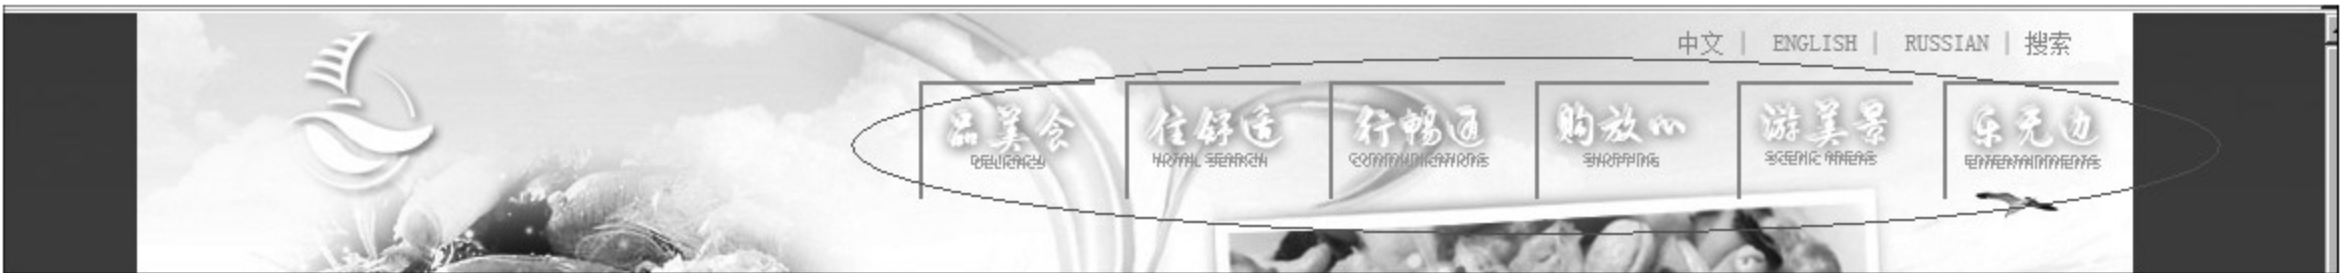 中文 | ENGLISH | RUSSIAN | 搜索
品美食 住舒适 行畅通 购放心 游美景 乐无边
DELICACY HOTAL SEARCH COMMUNICATIONS SHOPPING SCENIC AREAS ENTERTAINMENTS